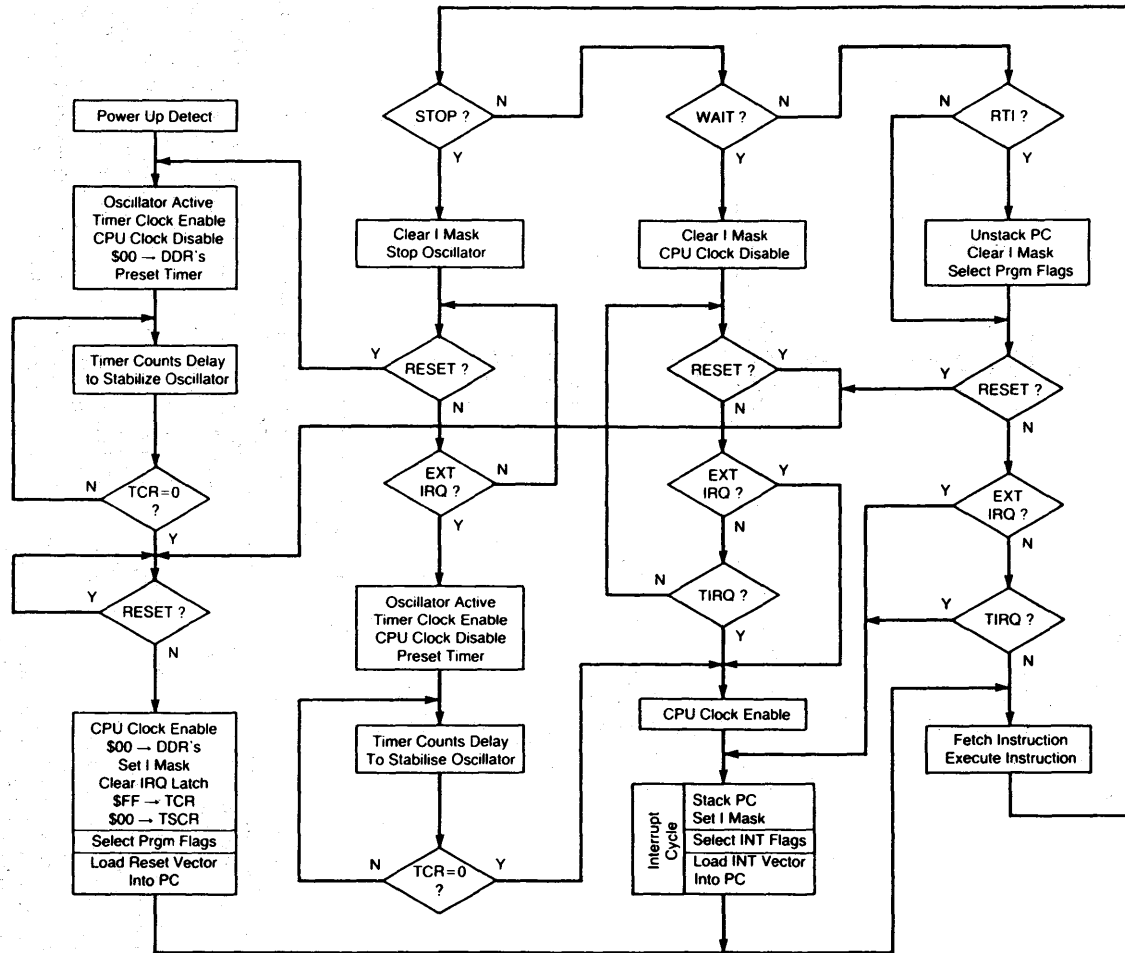 Power Up Detect
Oscillator Active
Timer Clock Enable
CPU Clock Disable
$00 → DDR's
Preset Timer
Timer Counts Delay
to Stabilize Oscillator
N
TCR=0
?
Y
Y
RESET ?
N
CPU Clock Enable
$00 → DDR's
Set I Mask
Clear IRQ Latch
$FF → TCR
$00 → TSCR
Select Prgm Flags
Load Reset Vector
Into PC
STOP ?
N
Y
Clear I Mask
Stop Oscillator
Y
RESET ?
N
EXT
IRQ ?
N
Y
Oscillator Active
Timer Clock Enable
CPU Clock Disable
Preset Timer
Timer Counts Delay
To Stabilise Oscillator
N
TCR=0
?
Y
WAIT ?
N
Y
Clear I Mask
CPU Clock Disable
RESET ?
Y
N
EXT
IRQ ?
Y
N
N
TIRQ ?
Y
CPU Clock Enable
Interrupt
Cycle
Stack PC
Set I Mask
Select INT Flags
Load INT Vector
Into PC
N
RTI ?
Y
Unstack PC
Clear I Mask
Select Prgm Flags
Y
RESET ?
N
Y
EXT
IRQ ?
N
Y
TIRQ ?
N
Fetch Instruction
Execute Instruction